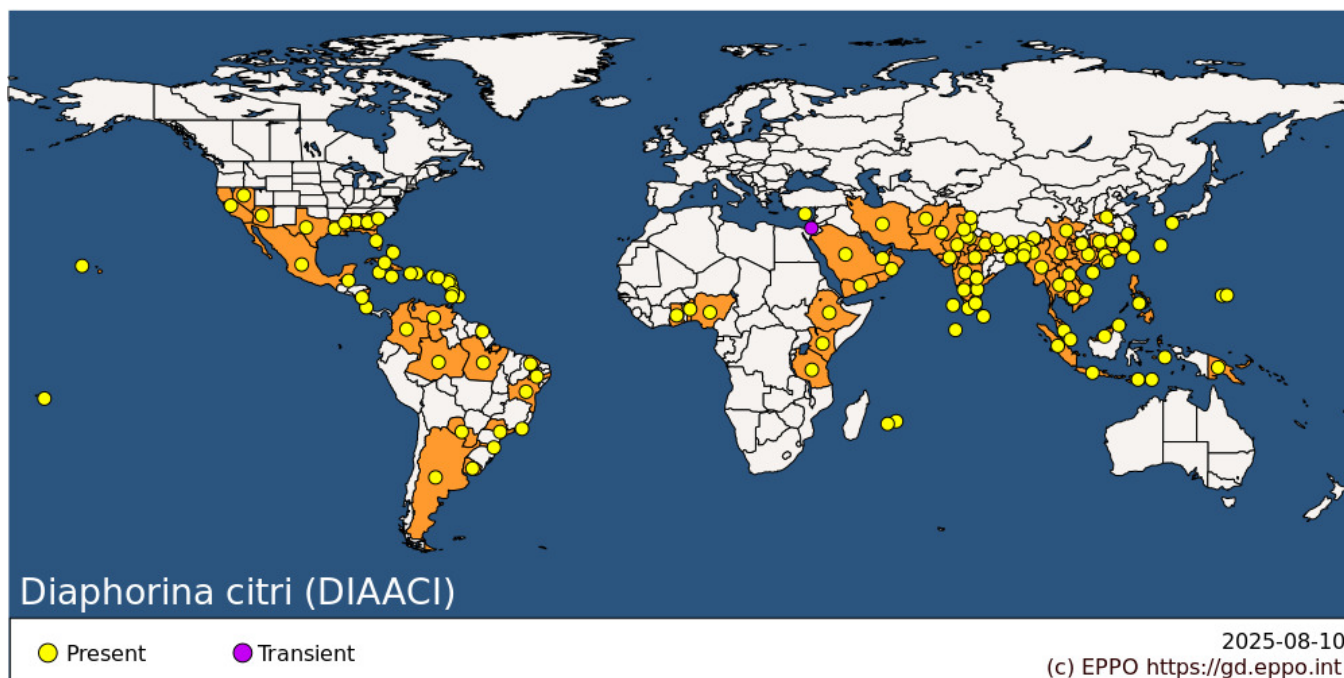 Diaphorina citri (DIAACI)
Present
Transient
2025-08-10
(c) EPPO https://gd.eppo.int